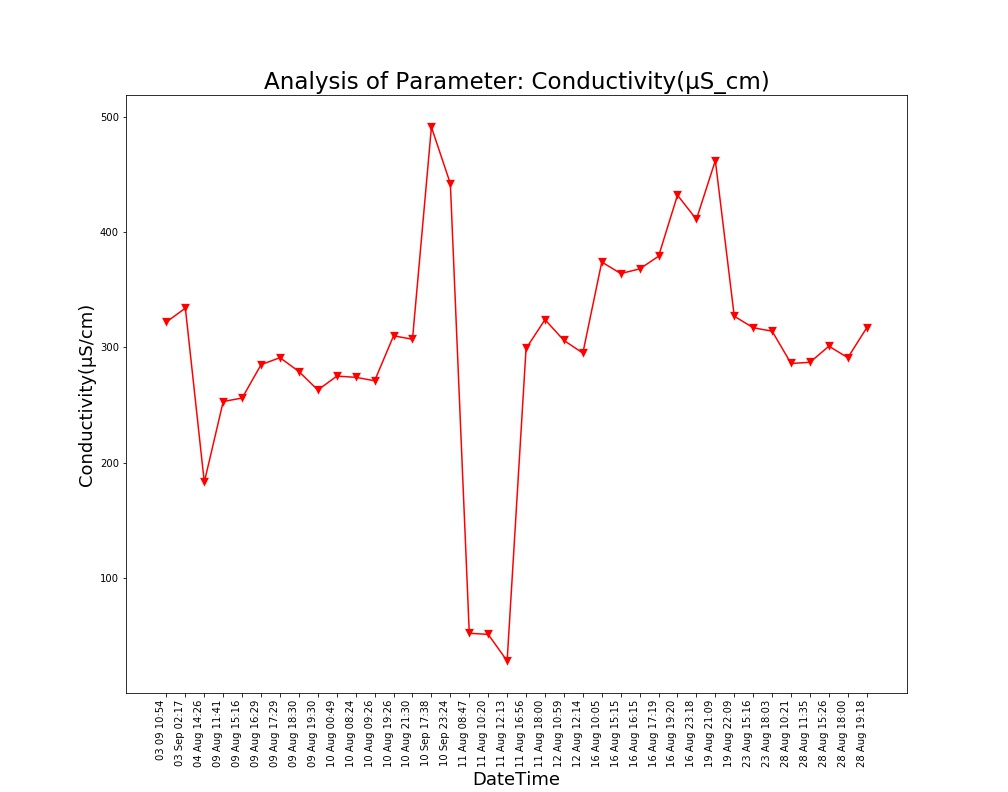 Analysis of Parameter: Conductivity(μS_cm)
500
400
300
200
100
Conductivity(μS/cm)
03 09 10:54
03 Sep 02:17
04 Aug 14:26
09 Aug 11:41
09 Aug 15:16
09 Aug 16:29
09 Aug 17:29
09 Aug 18:30
09 Aug 19:30
10 Aug 00:49
10 Aug 08:24
10 Aug 09:26
10 Aug 19:26
10 Aug 21:30
10 Sep 17:38
10 Sep 23:24
11 Aug 08:47
11 Aug 10:20
11 Aug 12:13
11 Aug 16:56
11 Aug 18:00
12 Aug 10:59
12 Aug 12:14
16 Aug 10:05
16 Aug 15:15
16 Aug 16:15
16 Aug 17:19
16 Aug 19:20
16 Aug 23:18
19 Aug 21:09
19 Aug 22:09
23 Aug 15:16
23 Aug 18:03
28 Aug 10:21
28 Aug 11:35
28 Aug 15:26
28 Aug 18:00
28 Aug 19:18
DateTime